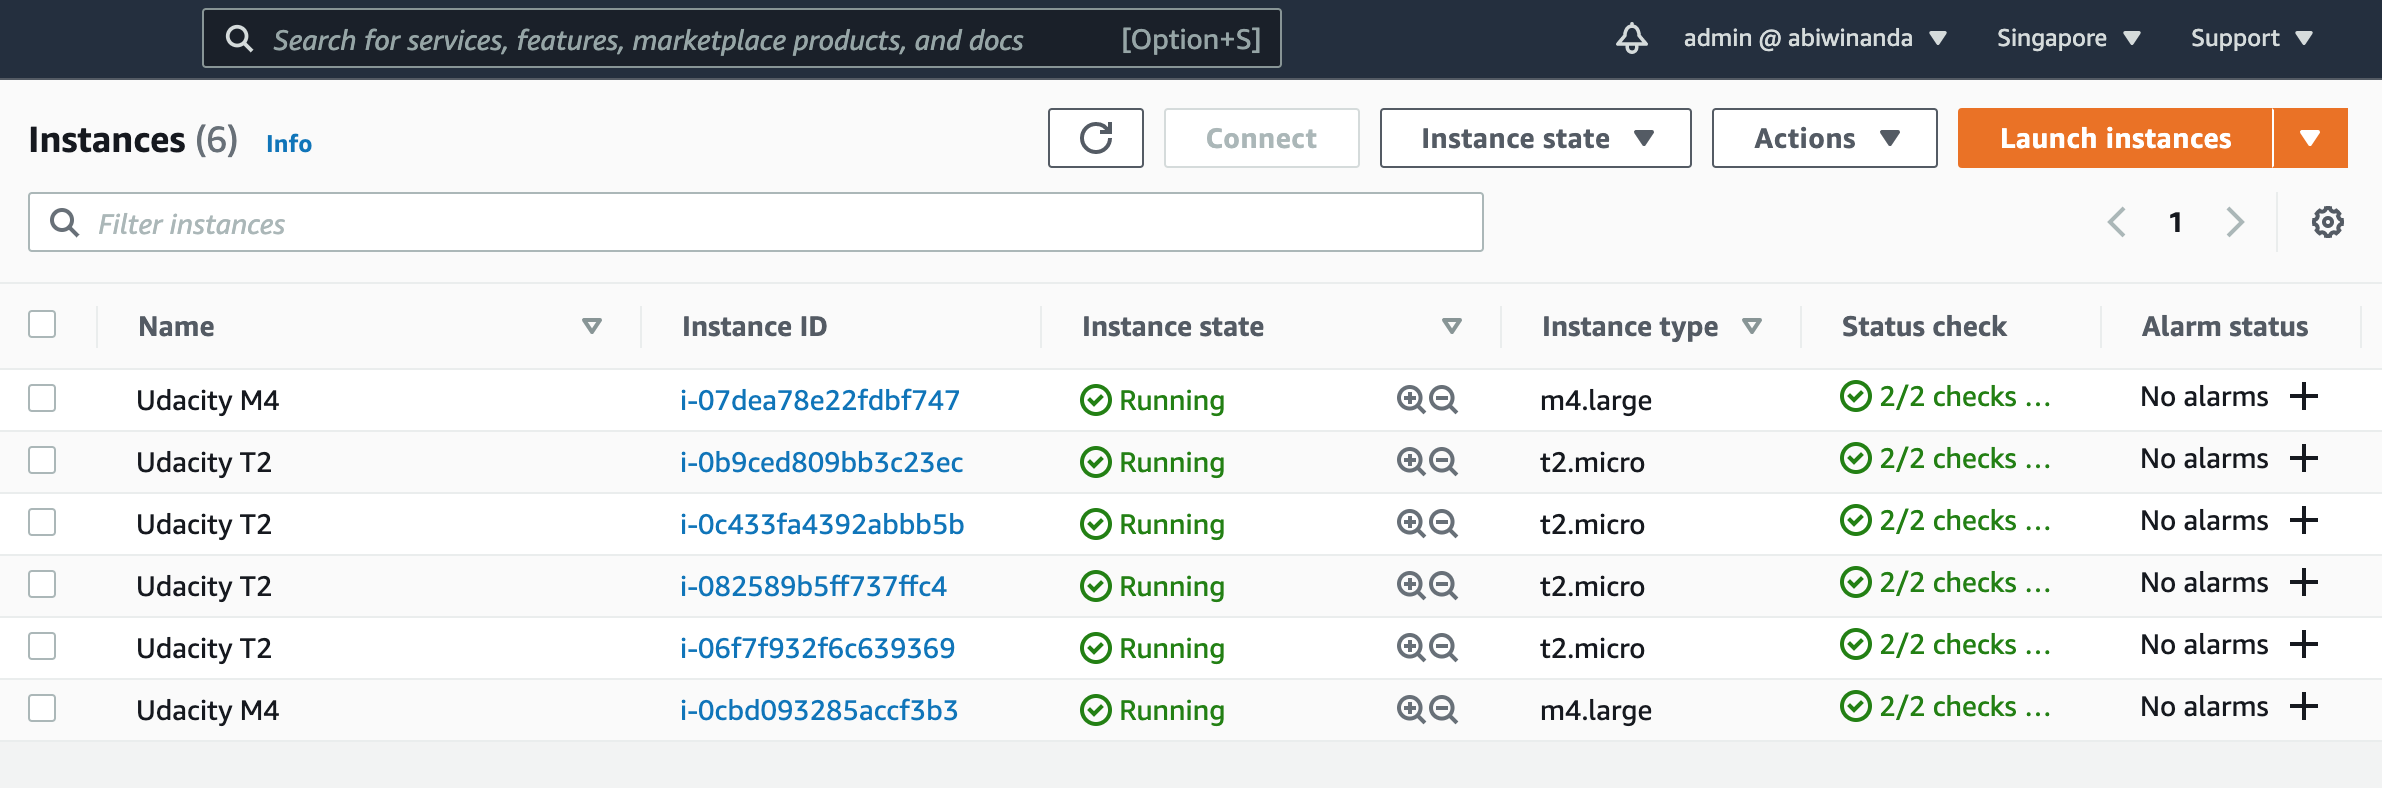 Search for services, features, marketplace products, and docs [Option+S] admin @ abiwinanda Singapore Support
Instances (6) Info Connect Instance state Actions Launch instances
Filter instances 1
Name Instance ID Instance state Instance type Status check Alarm status
Udacity M4 i-07dea78e22fdbf747 Running m4.large 2/2 checks ... No alarms
Udacity T2 i-0b9ced809bb3c23ec Running t2.micro 2/2 checks ... No alarms
Udacity T2 i-0c433fa4392abbb5b Running t2.micro 2/2 checks ... No alarms
Udacity T2 i-082589b5ff737ffc4 Running t2.micro 2/2 checks ... No alarms
Udacity T2 i-06f7f932f6c639369 Running t2.micro 2/2 checks ... No alarms
Udacity M4 i-0cbd093285accf3b3 Running m4.large 2/2 checks ... No alarms